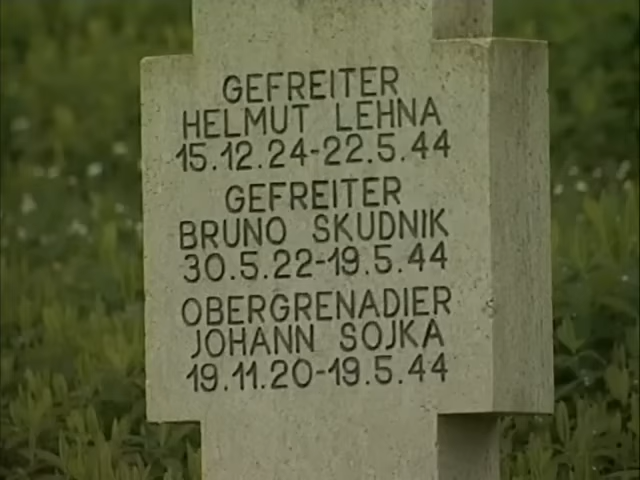 GEFREITER
HELMUT LEHNA
15.12.24-22.5.44
GEFREITER
BRUNO SKUDNIK
30.5.22-19.5.44
OBERGRENADIER
JOHANN SOJKA
19.11.20-19.5.44